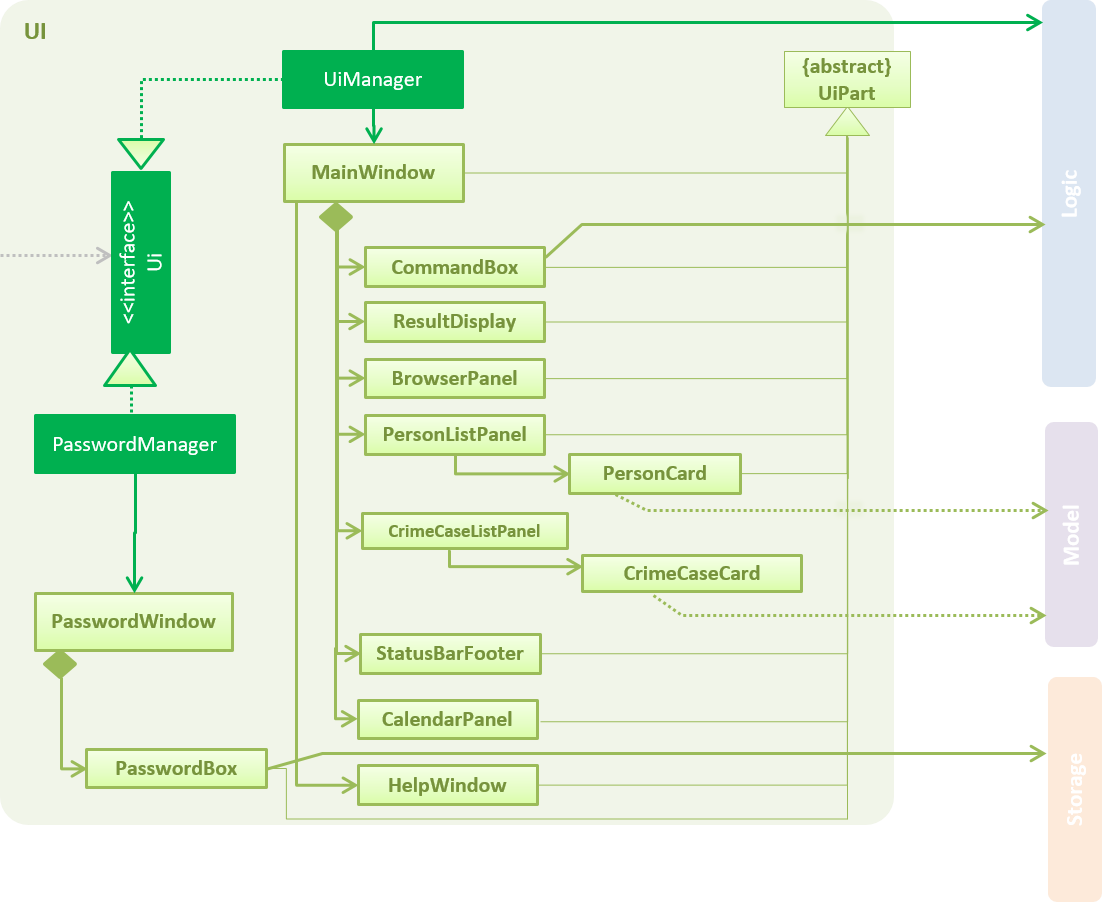 UI
UiManager
{abstract}
UiPart
MainWindow
Logic
<<interface>>
Ui
CommandBox
ResultDisplay
BrowserPanel
PersonListPanel
PasswordManager
PersonCard
CrimeCaseListPanel
Model
CrimeCaseCard
PasswordWindow
StatusBarFooter
CalendarPanel
PasswordBox
HelpWindow
Storage